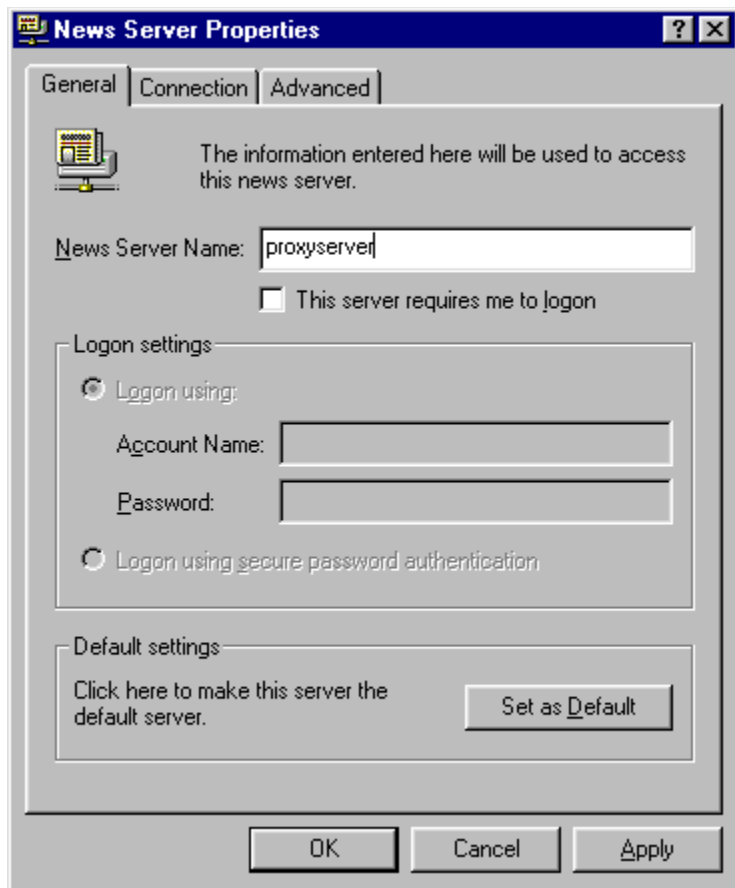 News Server Properties
General Connection Advanced
The information entered here will be used to access
this news server.
News Server Name: proxyserver
This server requires me to logon
Logon settings
Logon using:
Account Name:
Password:
Logon using secure password authentication
Default settings
Click here to make this server the
default server.
Set as Default
OK Cancel Apply